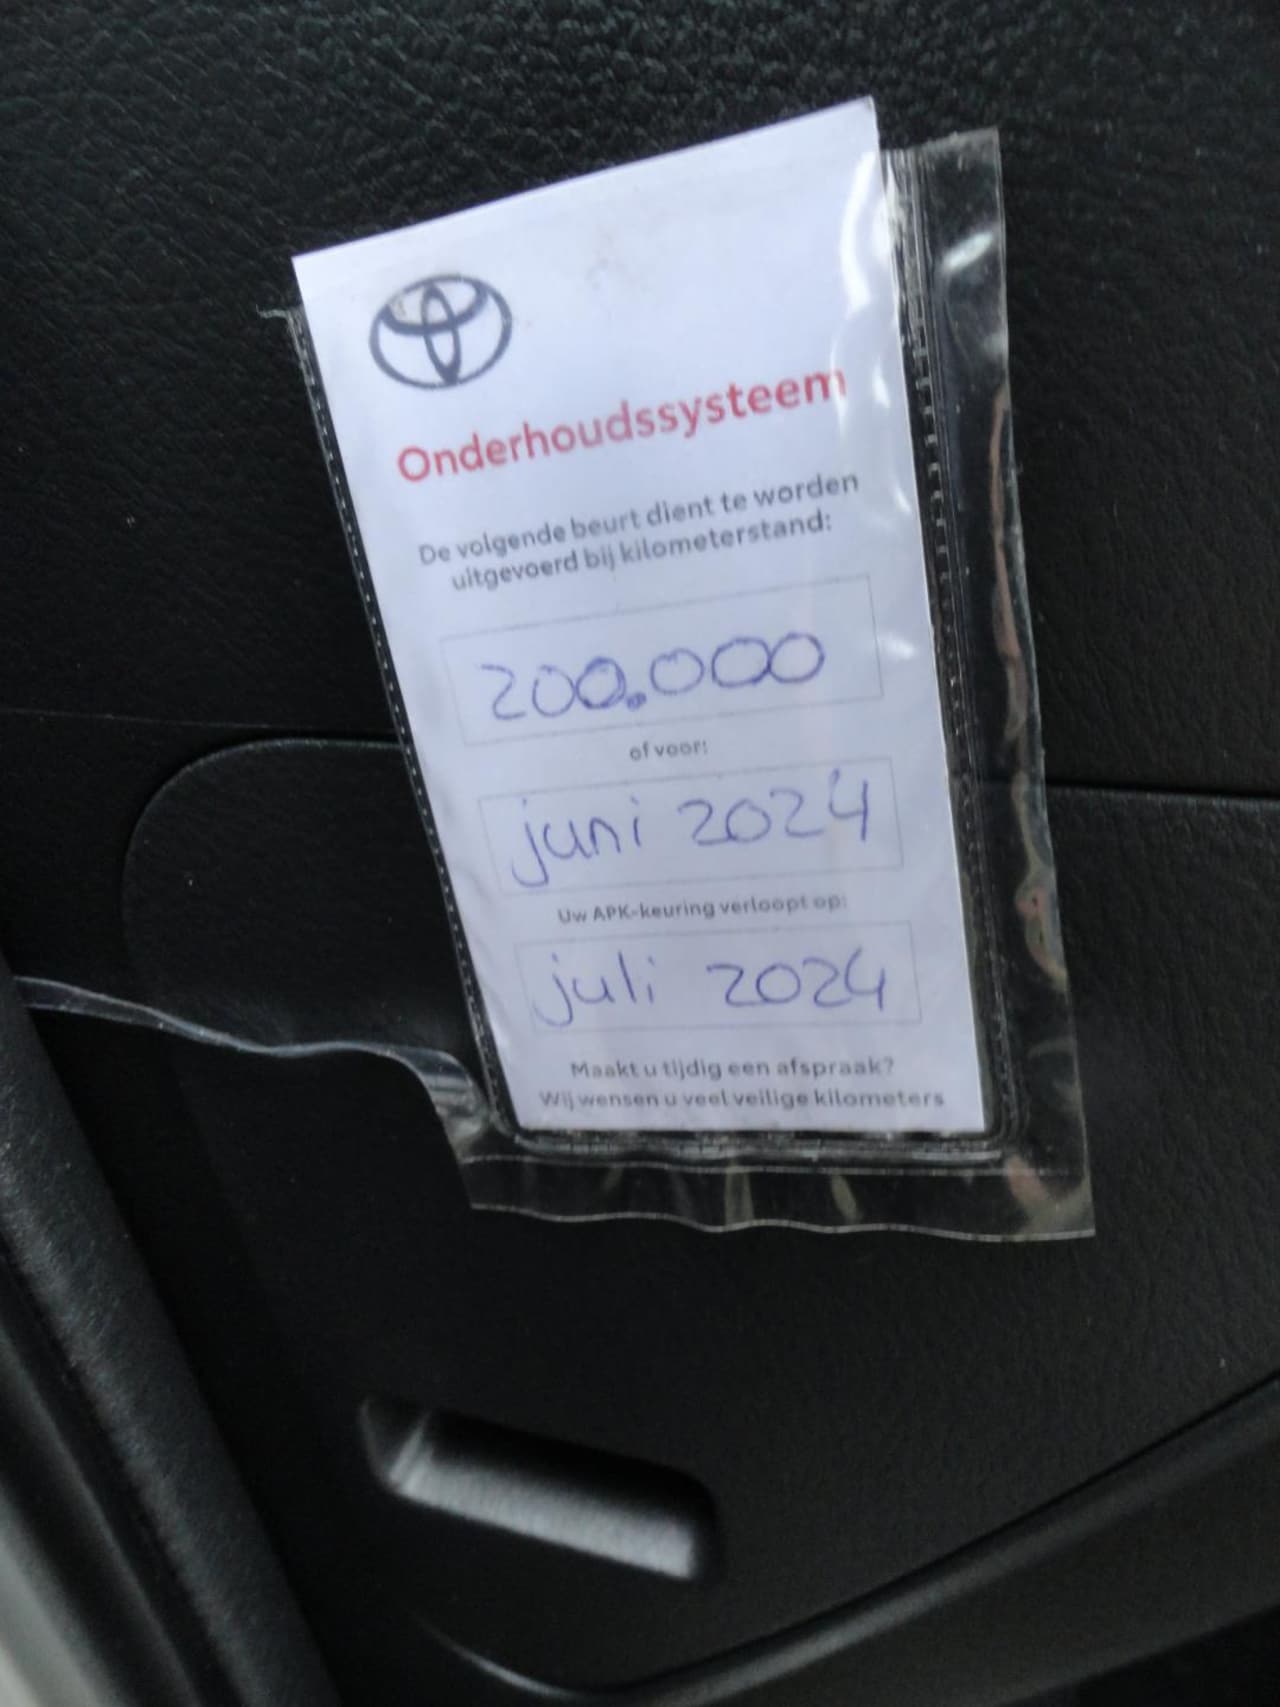 Onderhoudssysteem
De volgende beurt dient te worden
uitgevoerd bij kilometerstand:
200.000
of voor:
juni 2024
Uw APK-keuring verloopt op:
juli 2024
Maakt u tijdig een afspraak?
Wij wensen u veel veilige kilometers